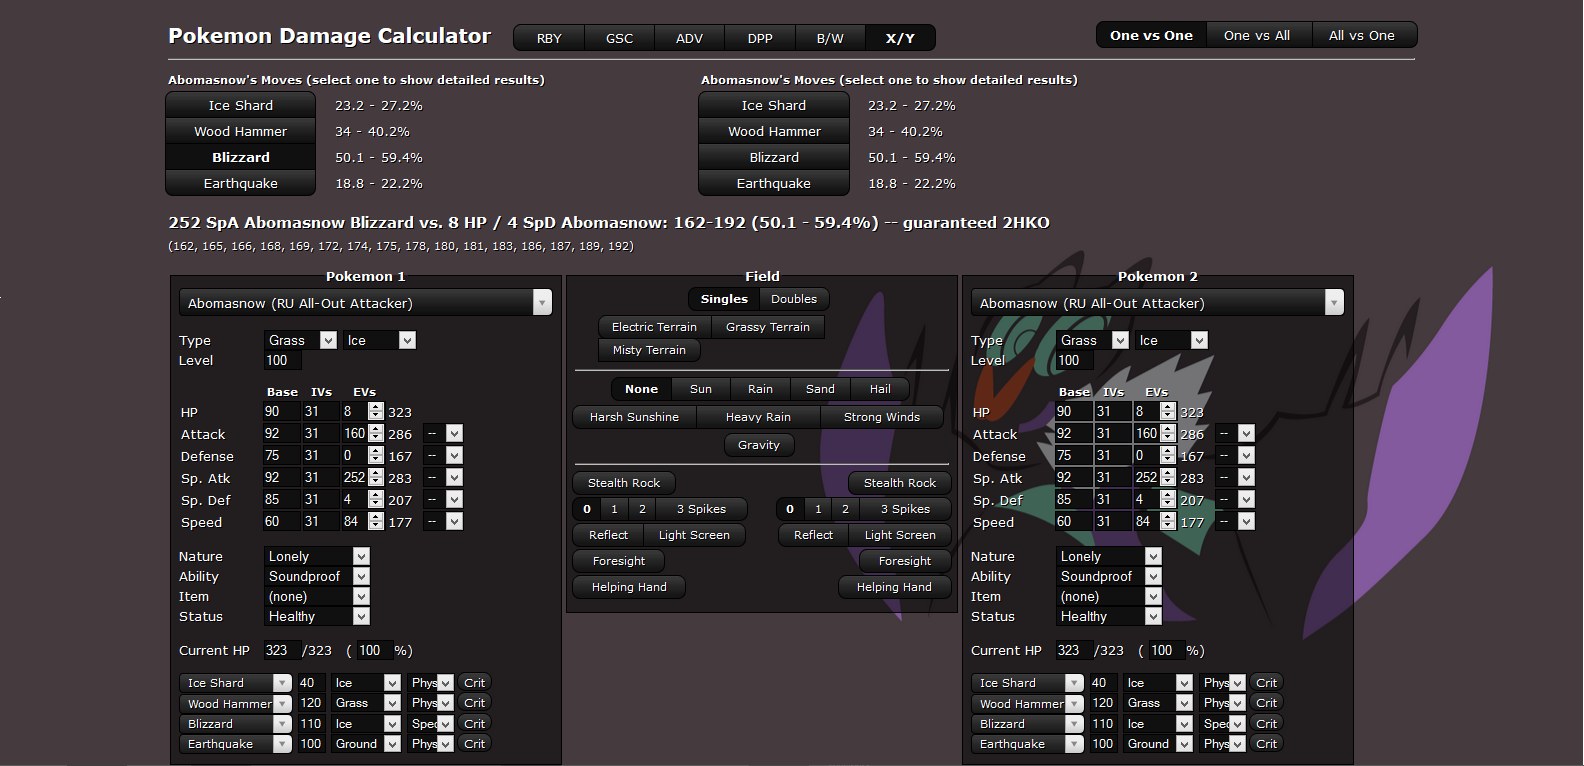 Pokemon Damage Calculator RBY GSC ADV DPP B/W X/Y One vs One One vs All All vs One
Abomasnow's Moves (select one to show detailed results) Abomasnow's Moves (select one to show detailed results)
Ice Shard 23.2 - 27.2% Ice Shard 23.2 - 27.2%
Wood Hammer 34 - 40.2% Wood Hammer 34 - 40.2%
Blizzard 50.1 - 59.4% Blizzard 50.1 - 59.4%
Earthquake 18.8 - 22.2% Earthquake 18.8 - 22.2%
252 SpA Abomasnow Blizzard vs. 8 HP / 4 SpD Abomasnow: 162-192 (50.1 - 59.4%) -- guaranteed 2HKO
(162, 165, 166, 168, 169, 172, 174, 175, 178, 180, 181, 183, 186, 187, 189, 192)
Pokemon 1
Abomasnow (RU All-Out Attacker)
Type Grass Ice
Level 100
Base IVs EVs
HP 90 31 8 323
Attack 92 31 160 286 --
Defense 75 31 0 167 --
Sp. Atk 92 31 252 283 --
Sp. Def 85 31 4 207 --
Speed 60 31 84 177 --
Nature Lonely
Ability Soundproof
Item (none)
Status Healthy
Current HP 323 /323 ( 100 %)
Ice Shard 40 Ice Phys Crit
Wood Hammer 120 Grass Phys Crit
Blizzard 110 Ice Spec Crit
Earthquake 100 Ground Phys Crit
Field
Singles Doubles
Electric Terrain Grassy Terrain
Misty Terrain
None Sun Rain Sand Hail
Harsh Sunshine Heavy Rain Strong Winds
Gravity
Stealth Rock Stealth Rock
0 1 2 3 Spikes 0 1 2 3 Spikes
Reflect Light Screen Reflect Light Screen
Foresight Foresight
Helping Hand Helping Hand
Pokemon 2
Abomasnow (RU All-Out Attacker)
Type Grass Ice
Level 100
Base IVs EVs
HP 90 31 8 323
Attack 92 31 160 286 --
Defense 75 31 0 167 --
Sp. Atk 92 31 252 283 --
Sp. Def 85 31 4 207 --
Speed 60 31 84 177 --
Nature Lonely
Ability Soundproof
Item (none)
Status Healthy
Current HP 323 /323 ( 100 %)
Ice Shard 40 Ice Phys Crit
Wood Hammer 120 Grass Phys Crit
Blizzard 110 Ice Spec Crit
Earthquake 100 Ground Phys Crit